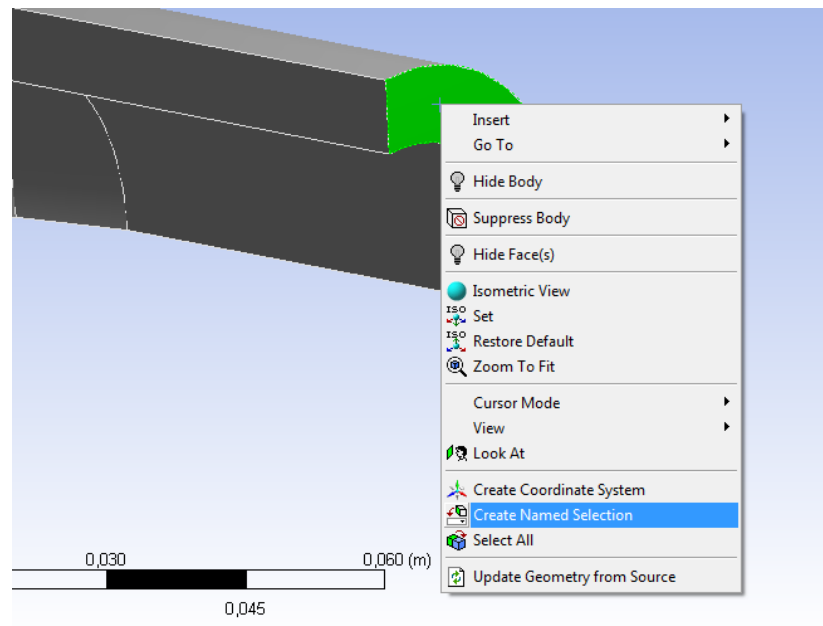 Insert
Go To
Hide Body
Suppress Body
Hide Face(s)
Isometric View
ISO
Set
ISO
Restore Default
Zoom To Fit
Cursor Mode
View
Look At
Create Coordinate System
Create Named Selection
Select All
Update Geometry from Source
0,030
0,060 (m)
0,045